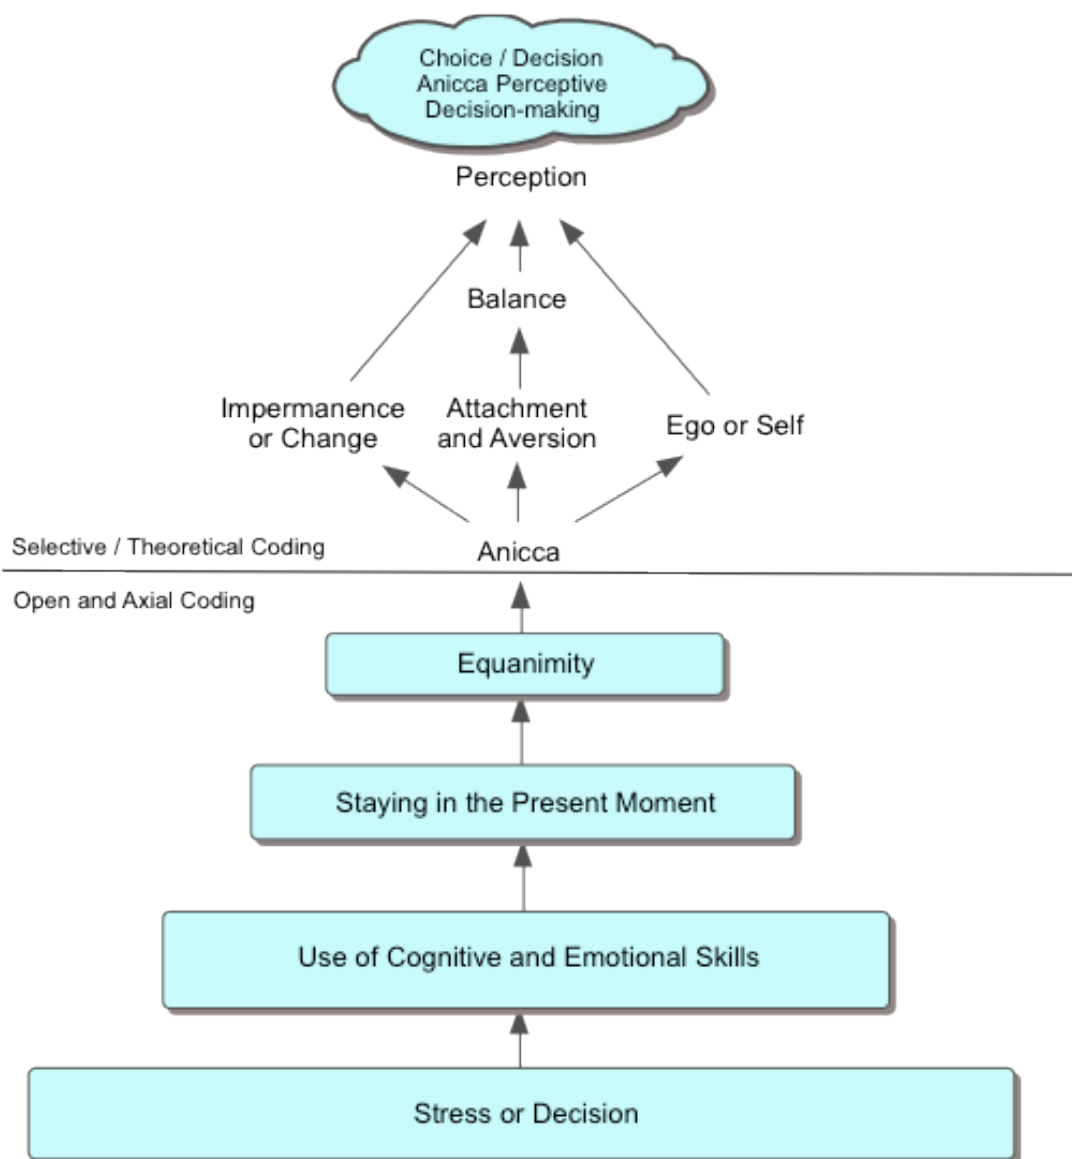 Choice / Decision
Anicca Perceptive
Decision-making
Perception
Balance
Impermanence
or Change
Attachment
and Aversion
Ego or Self
Selective / Theoretical Coding
Anicca
Open and Axial Coding
Equanimity
Staying in the Present Moment
Use of Cognitive and Emotional Skills
Stress or Decision